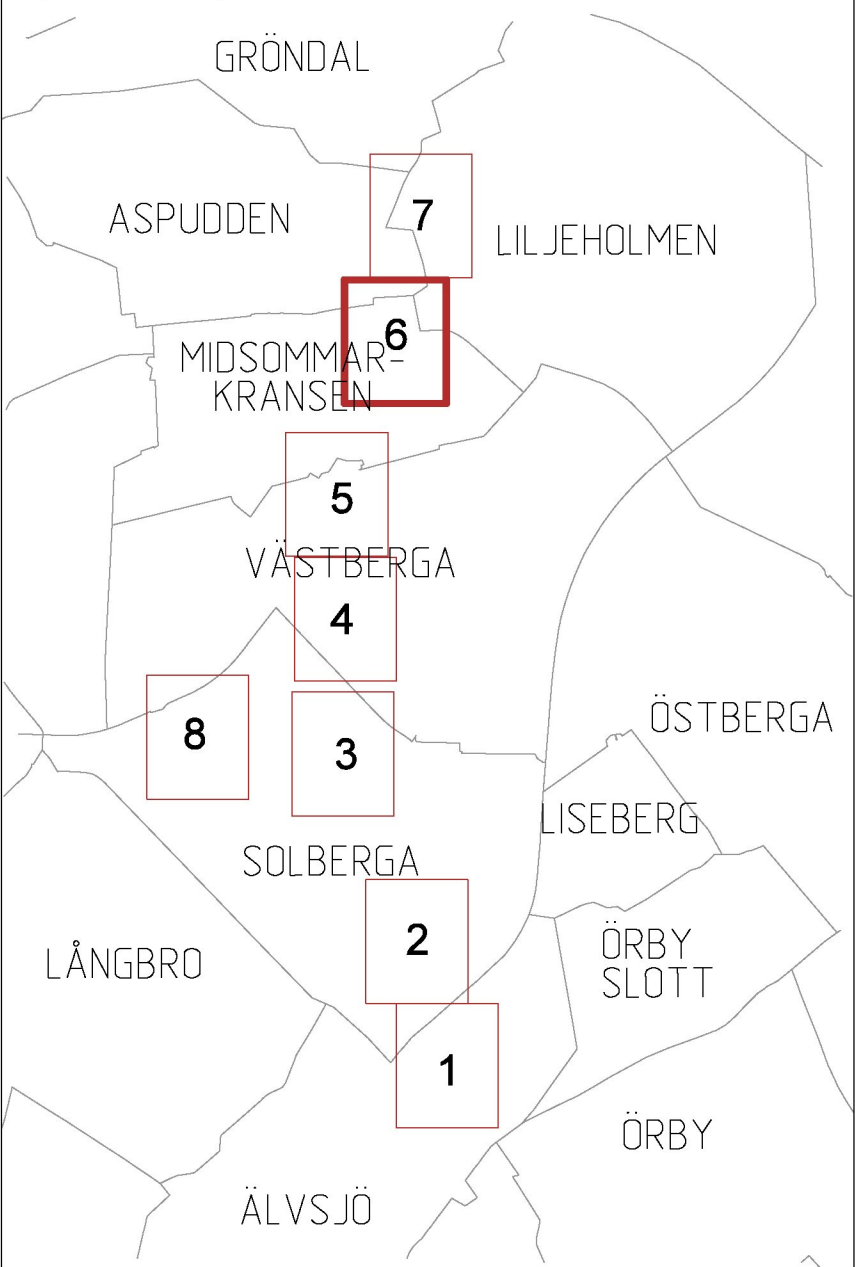 GRÖNDAL
7
ASPUDDEN
LILJEHOLMEN
6
MIDSOMMAR-
KRANSEN
5
VÄSTBERGA
4
ÖSTBERGA
8
3
LISEBERG
SOLBERGA
2
ÖRBY
SLOTT
LÅNGBRO
1
ÖRBY
ÄLVSJÖ